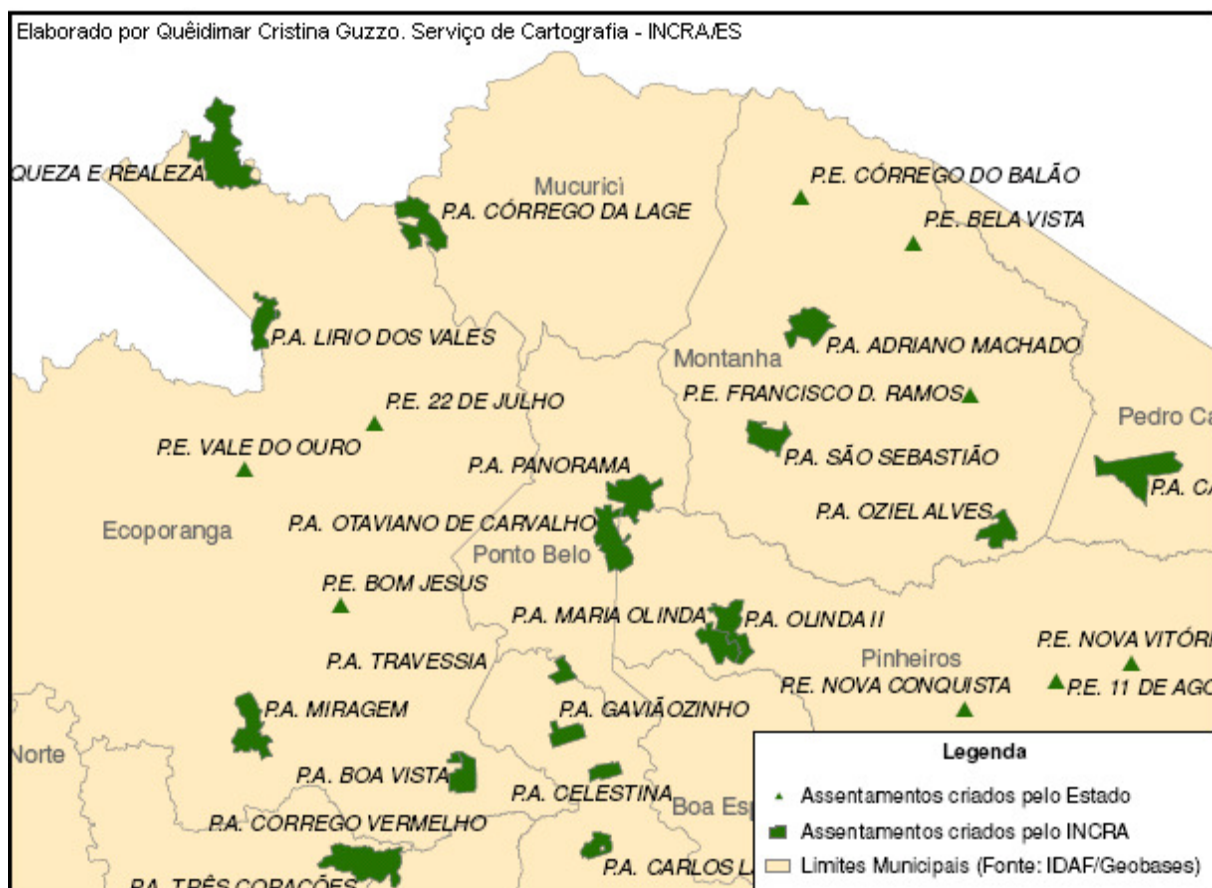 Elaborado por Quêidimar Cristina Guzzo. Serviço de Cartografia - INCRA/ES
P.E. CÓRREGO DO BALÃO
QUEZA E REALEZA
Mucurici
P.A. CÓRREGO DA LAGE
P.E. BELA VISTA
P.A. LIRIO DOS VALES
P.A. ADRIANO MACHADO
Montanha
P.E. FRANCISCO D. RAMOS
P.E. 22 DE JULHO
Pedro Ca
P.E. VALE DO OURO
P.A. PANORAMA
P.A. SÃO SEBASTIÃO
P.A. CA
P.A. OZIEL ALVES
P.A. OTAVIANO DE CARVALHO
Ecoporanga
Ponto Belo
P.E. BOM JESUS
P.A. MARIA OLINDA
P.A. OLINDA II
P.E. NOVA VITÓRI
P.A. TRAVESSIA
Pinheiros
P.E. NOVA CONQUISTA
P.E. 11 DE AGO
P.A. MIRAGEM
P.A. GAVIÃOZINHO
Norte
P.A. BOA VISTA
P.A. CELESTINA
Boa Esp
P.A. CORREGO VERMELHO
P.A. CARLOS LA
P.A. TRÊS CORAÇÕES
Legenda
Assentamentos criados pelo Estado
Assentamentos criados pelo INCRA
Limites Municipais (Fonte: IDAF/Geobases)